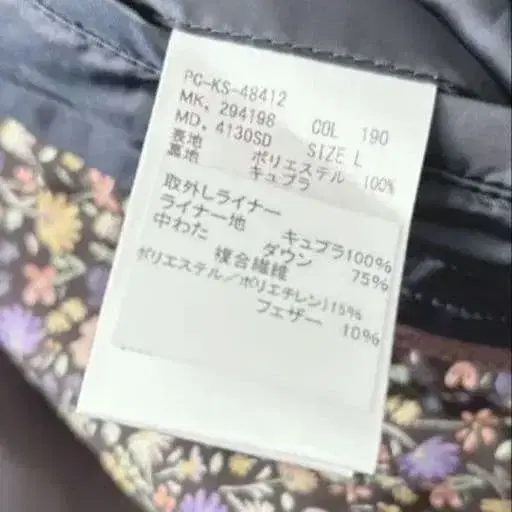 PC-KS-48412
MK. 294198 COL 190
MD. 4130SD SIZE L
表地 ポリエステル 100%
裏地 キュプラ
取外しライナー
ライナー地 キュプラ100%
中わた ダウン 75%
複合繊維
ポリエステル/ポリエチレン)15%
フェザー 10%